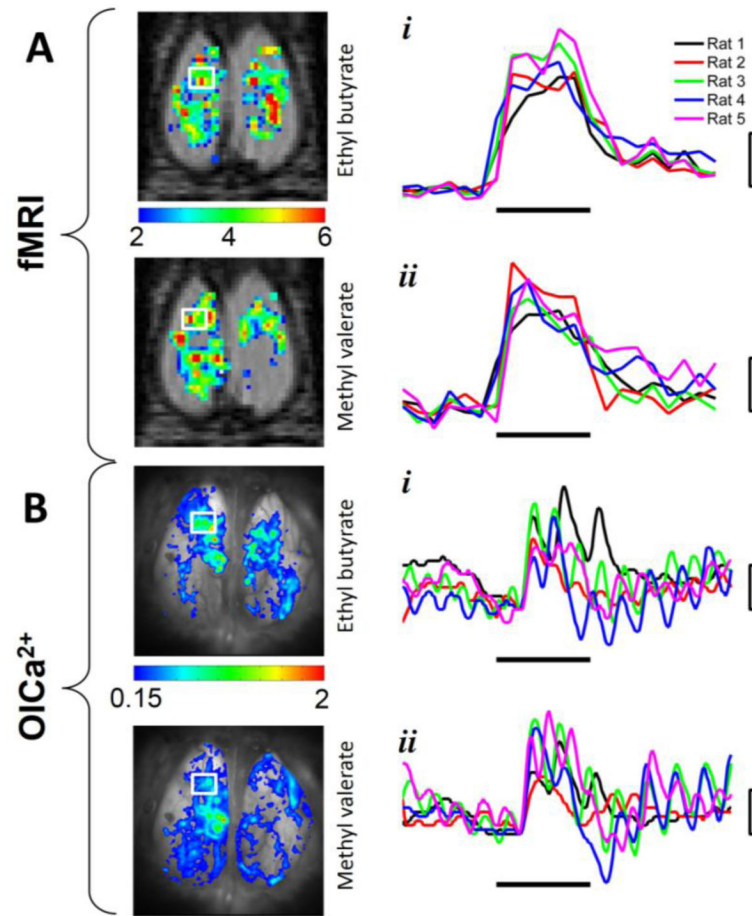 A
fMRI
Ethyl butyrate
2 4 6
Methyl valerate
i
Rat 1
Rat 2
Rat 3
Rat 4
Rat 5
ii
B
OICa²⁺
Ethyl butyrate
0.15 2
Methyl valerate
i
ii